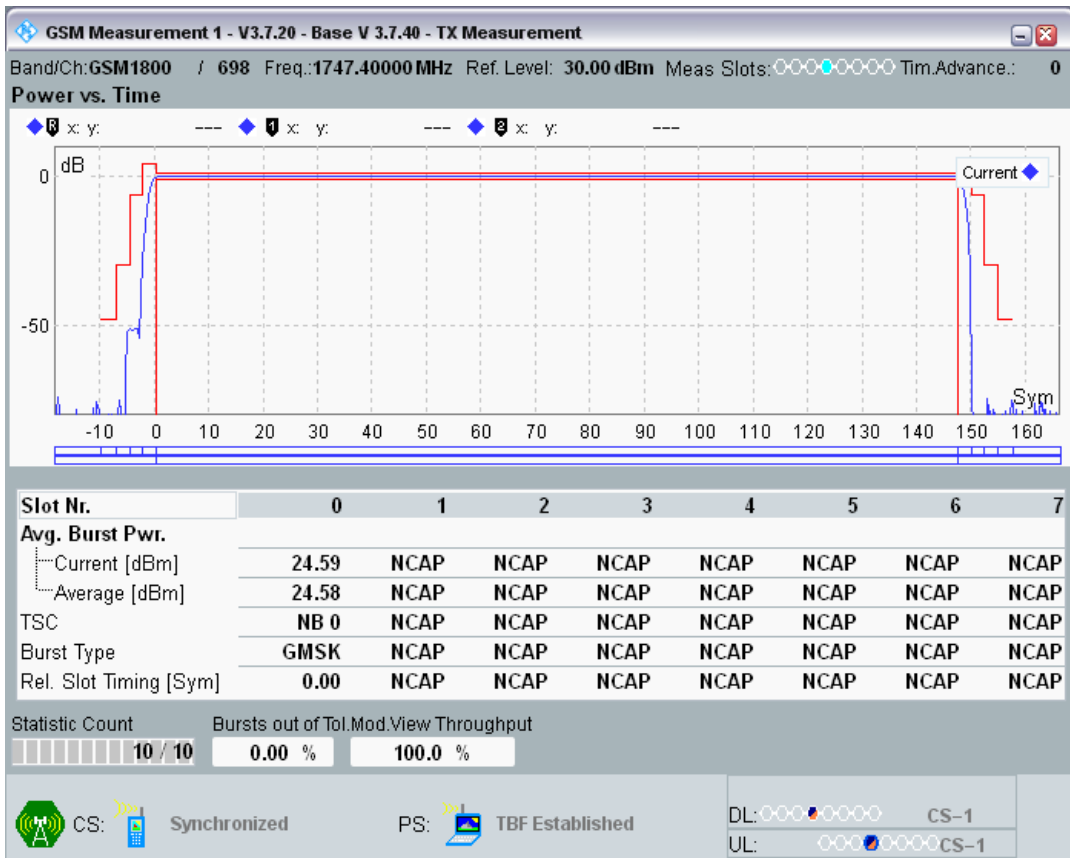 GSM Measurement 1 - V3.7.20 - Base V 3.7.40 - TX Measurement
Band/Ch:GSM1800 / 698 Freq.:1747.40000 MHz Ref. Level: 30.00 dBm Meas Slots: Tim.Advance.: 0
Power vs. Time
R x: y: --- 1 x: y: --- 2 x: y: ---
dB
Current
0
-50
Sym
-10 0 10 20 30 40 50 60 70 80 90 100 110 120 130 140 150 160
Slot Nr. 0 1 2 3 4 5 6 7
Avg. Burst Pwr.
Current [dBm] 24.59 NCAP NCAP NCAP NCAP NCAP NCAP NCAP
Average [dBm] 24.58 NCAP NCAP NCAP NCAP NCAP NCAP NCAP
TSC NB 0 NCAP NCAP NCAP NCAP NCAP NCAP NCAP
Burst Type GMSK NCAP NCAP NCAP NCAP NCAP NCAP NCAP
Rel. Slot Timing [Sym] 0.00 NCAP NCAP NCAP NCAP NCAP NCAP NCAP
Statistic Count Bursts out of Tol.Mod.View Throughput
10 / 10 0.00 % 100.0 %
CS: Synchronized PS: TBF Established
DL: CS-1
UL: CS-1